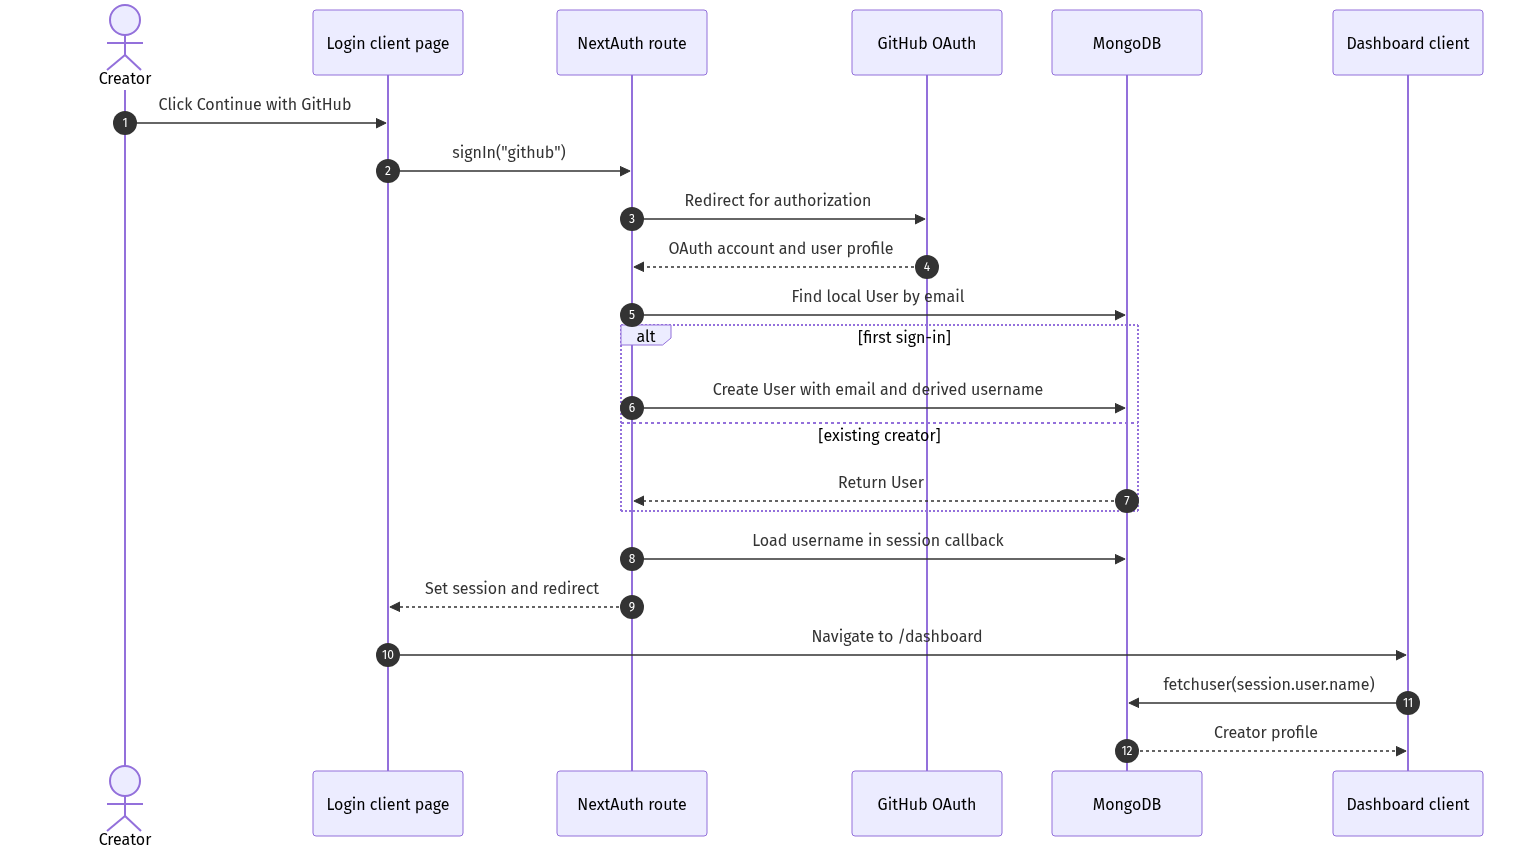 Creator
Login client page
NextAuth route
GitHub OAuth
MongoDB
Dashboard client
Click Continue with GitHub
1
signIn("github")
2
Redirect for authorization
3
OAuth account and user profile
4
Find local User by email
5
alt
[first sign-in]
Create User with email and derived username
6
[existing creator]
Return User
7
Load username in session callback
8
Set session and redirect
9
Navigate to /dashboard
10
fetchuser(session.user.name)
11
Creator profile
12
Creator
Login client page
NextAuth route
GitHub OAuth
MongoDB
Dashboard client